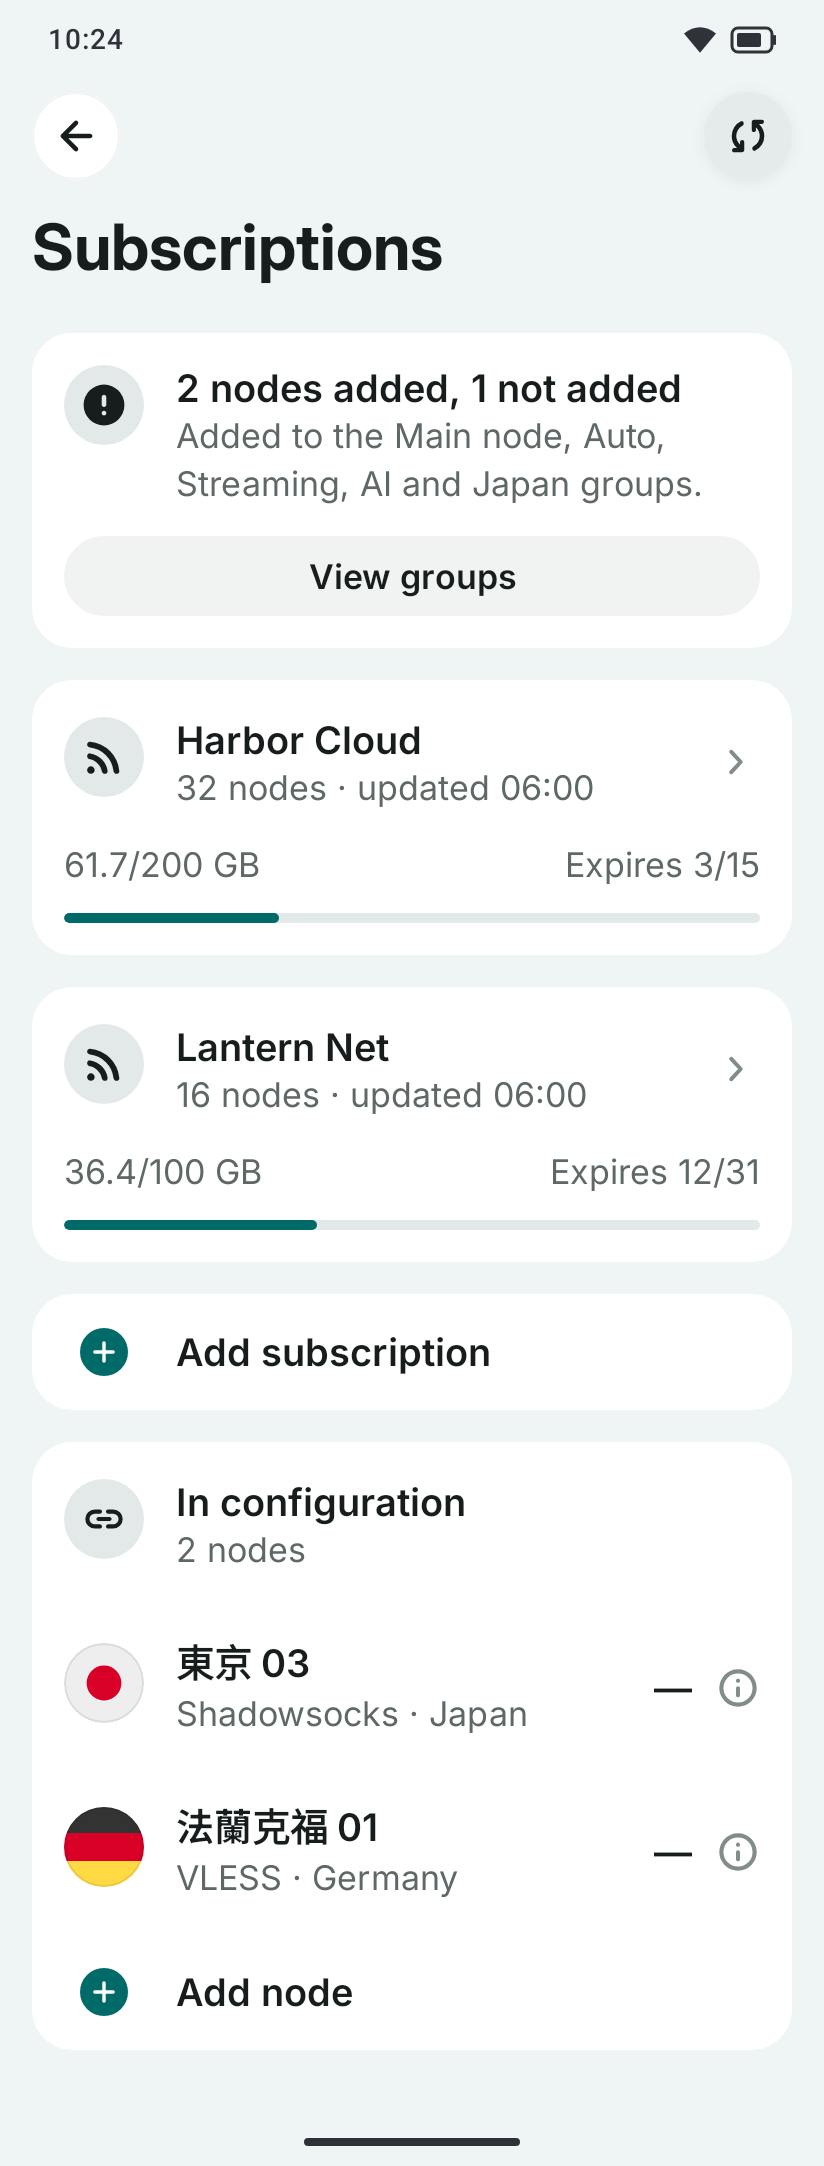 10:24
Subscriptions
2 nodes added, 1 not added
Added to the Main node, Auto,
Streaming, AI and Japan groups.
View groups
Harbor Cloud
32 nodes · updated 06:00
61.7/200 GB
Expires 3/15
Lantern Net
16 nodes · updated 06:00
36.4/100 GB
Expires 12/31
Add subscription
In configuration
2 nodes
東京 03
Shadowsocks · Japan
—
法蘭克福 01
VLESS · Germany
—
Add node